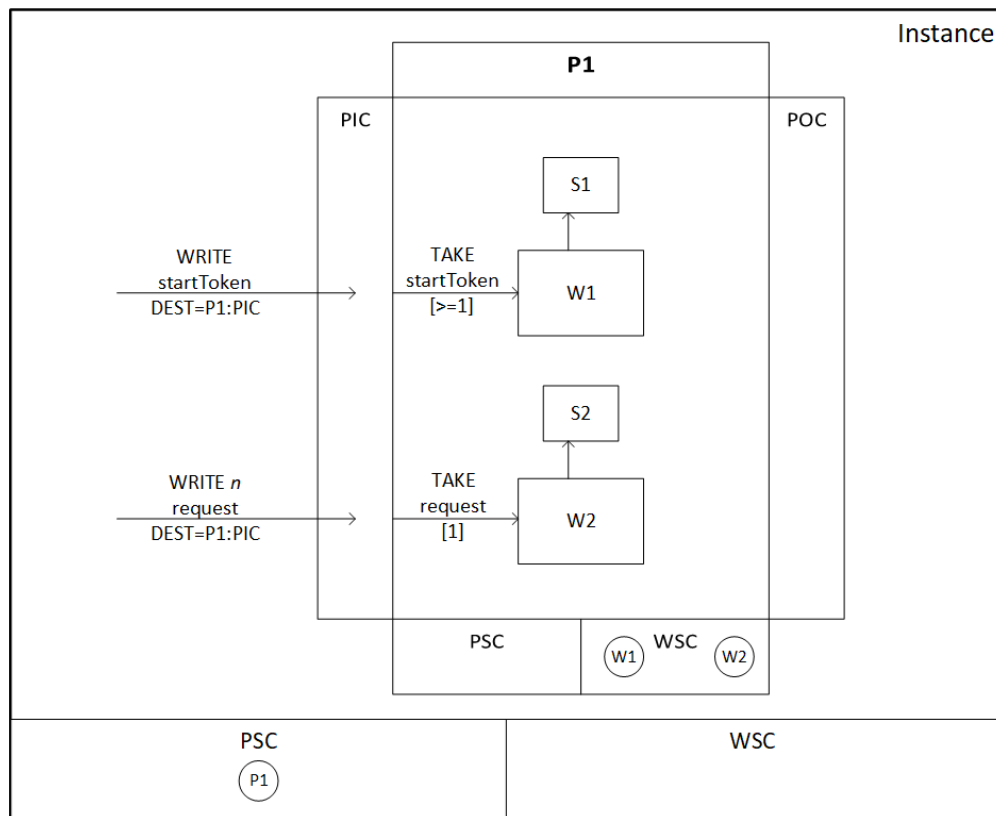 Instance
P1
PIC
POC
S1
WRITE
startToken
DEST=P1:PIC
TAKE
startToken
[>=1]
W1
S2
WRITE n
request
DEST=P1:PIC
TAKE
request
[1]
W2
PSC
WSC
W1
W2
PSC
WSC
P1